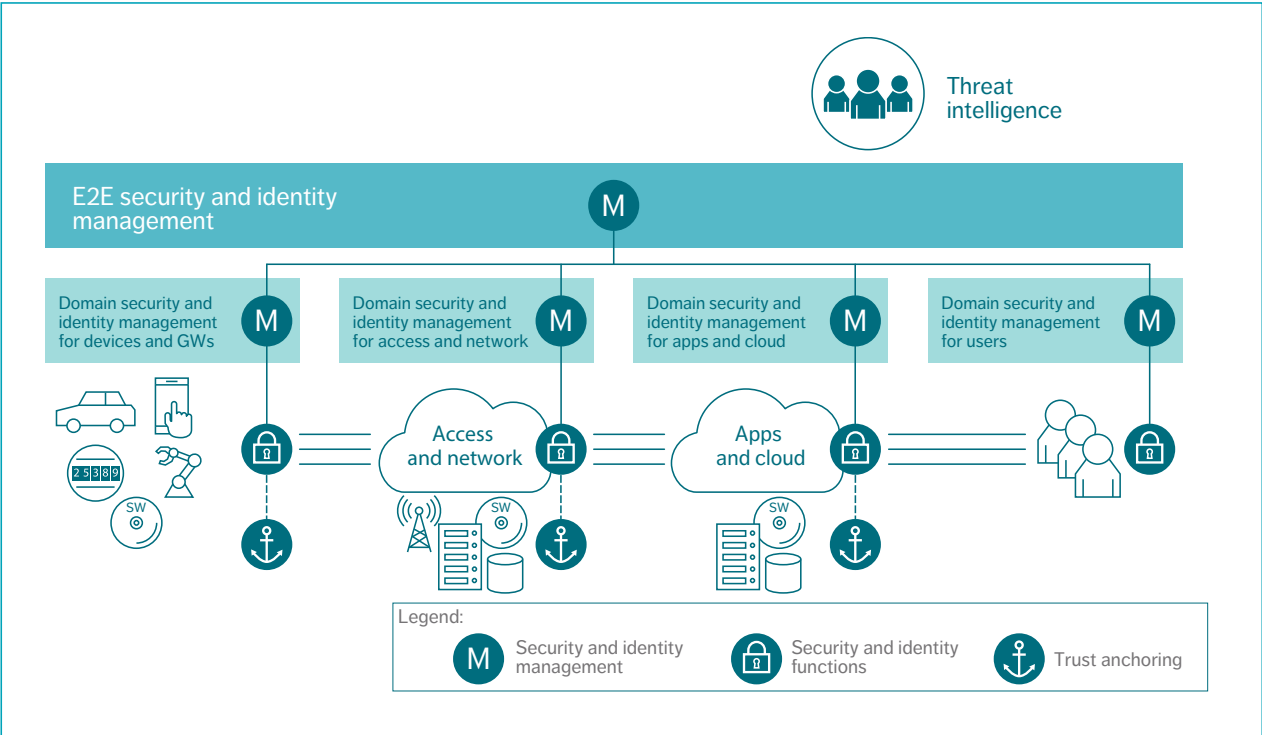 Threat
intelligence
E2E security and identity
management
M
Domain security and
identity management
for devices and GWs
M
Domain security and
identity management
for access and network
M
Domain security and
identity management
for apps and cloud
M
Domain security and
identity management
for users
M
Access
and network
Apps
and cloud
25389
SW
SW
SW
Legend:
M
Security and identity
management
Security and identity
functions
Trust anchoring